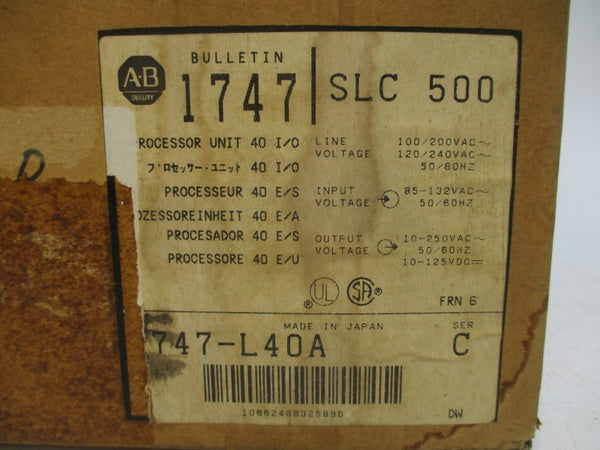 A-B
QUALITY
BULLETIN
1747
SLC 500
ROCESSOR UNIT 40 I/O
プロセッサー・ユニット 40 I/O
PROCESSEUR 40 E/S
OZESSOREINHEIT 40 E/A
PROCESADOR 40 E/S
PROCESSORE 40 E/U
LINE VOLTAGE 100/200VAC~
120/240VAC~
50/60HZ
INPUT VOLTAGE 85-132VAC~
50/60HZ
OUTPUT VOLTAGE 10-250VAC~
50/60HZ
10-125VDC
UL ®
SA ®
FRN 6
MADE IN JAPAN
SER
747-L40A
C
DW
D